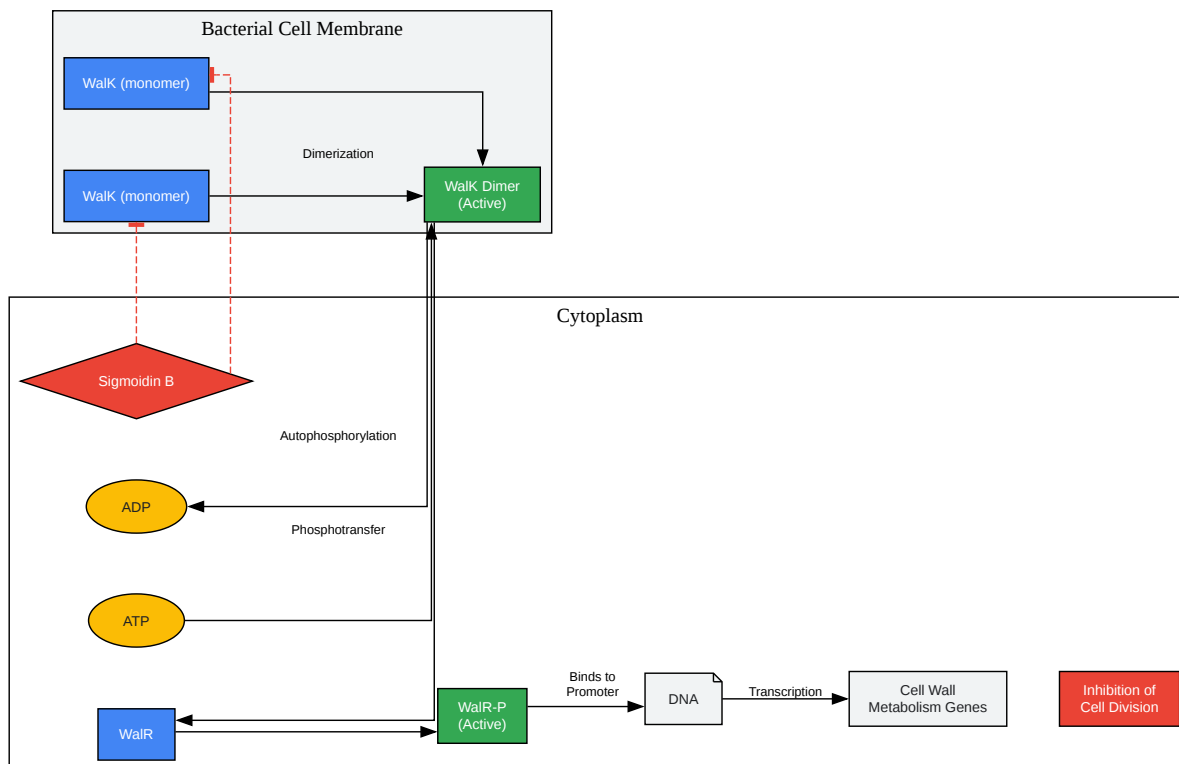 Bacterial Cell Membrane
WalK (monomer)
Dimerization
WalK (monomer)
WalK Dimer
(Active)
Cytoplasm
Sigmoidin B
Autophosphorylation
ADP
Phosphotransfer
ATP
WalR
WalR-P
(Active)
Binds to
Promoter
DNA
Transcription
Cell Wall
Metabolism Genes
Inhibition of
Cell Division